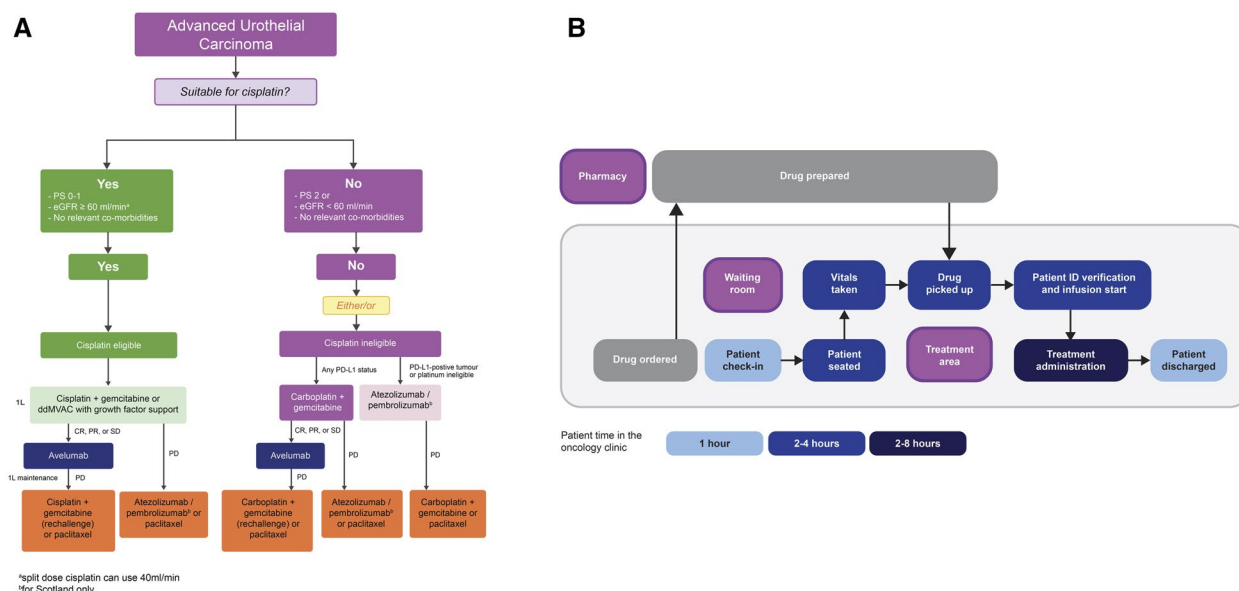 A
Advanced Urothelial
Carcinoma
Suitable for cisplatin?
Yes
- PS 0-1
- eGFR ≥ 60 ml/minᵃ
- No relevant co-morbidities
No
- PS 2 or
- eGFR < 60 ml/min
- No relevant co-morbidities
Yes
No
Either/or
Cisplatin eligible
Cisplatin ineligible
Any PD-L1 status
PD-L1-postive tumour
or platinum ineligible
1L
Cisplatin + gemcitabine or
ddMVAC with growth factor support
Carboplatin +
gemcitabine
Atezolizumab /
pembrolizumabᵇ
CR, PR, or SD
PD
CR, PR, or SD
PD
PD
Avelumab
Avelumab
1L maintenance
PD
PD
Cisplatin +
gemcitabine
(rechallenge)
or paclitaxel
Atezolizumab /
pembrolizumabᵇ or
paclitaxel
Carboplatin +
gemcitabine
(rechallenge) or
paclitaxel
Atezolizumab /
pembrolizumabᵇ
or paclitaxel
Carboplatin +
gemcitabine or
paclitaxel
ᵃsplit dose cisplatin can use 40ml/min
ᵇfor Scotland only
B
Pharmacy
Drug prepared
Waiting
room
Vitals
taken
Drug
picked up
Patient ID verification
and infusion start
Drug ordered
Patient
check-in
Patient
seated
Treatment
area
Treatment
administration
Patient
discharged
Patient time in the
oncology clinic
1 hour
2-4 hours
2-8 hours